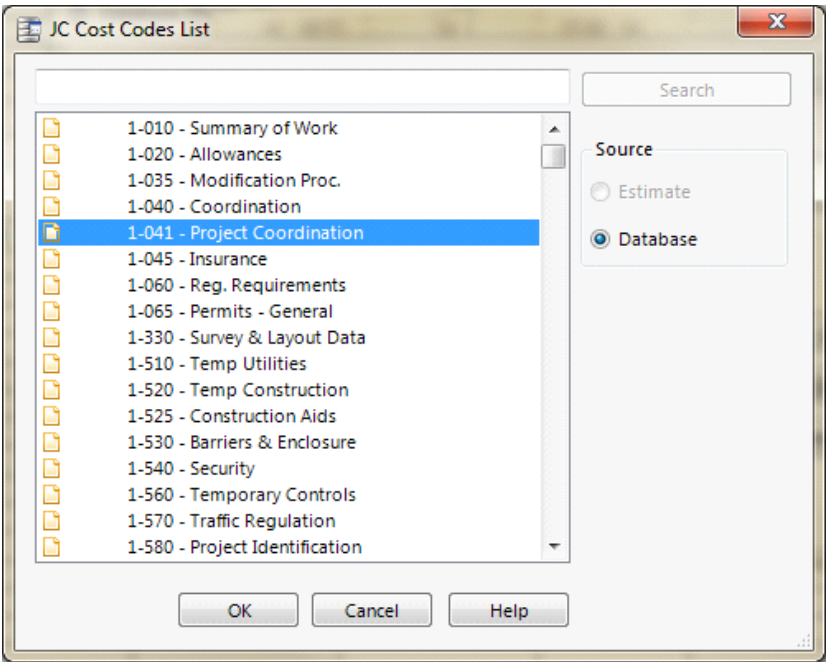 JC Cost Codes List
Search
1-010 - Summary of Work
1-020 - Allowances
1-035 - Modification Proc.
1-040 - Coordination
1-041 - Project Coordination
1-045 - Insurance
1-060 - Reg. Requirements
1-065 - Permits - General
1-330 - Survey & Layout Data
1-510 - Temp Utilities
1-520 - Temp Construction
1-525 - Construction Aids
1-530 - Barriers & Enclosure
1-540 - Security
1-560 - Temporary Controls
1-570 - Traffic Regulation
1-580 - Project Identification
Source
Estimate
Database
OK Cancel Help